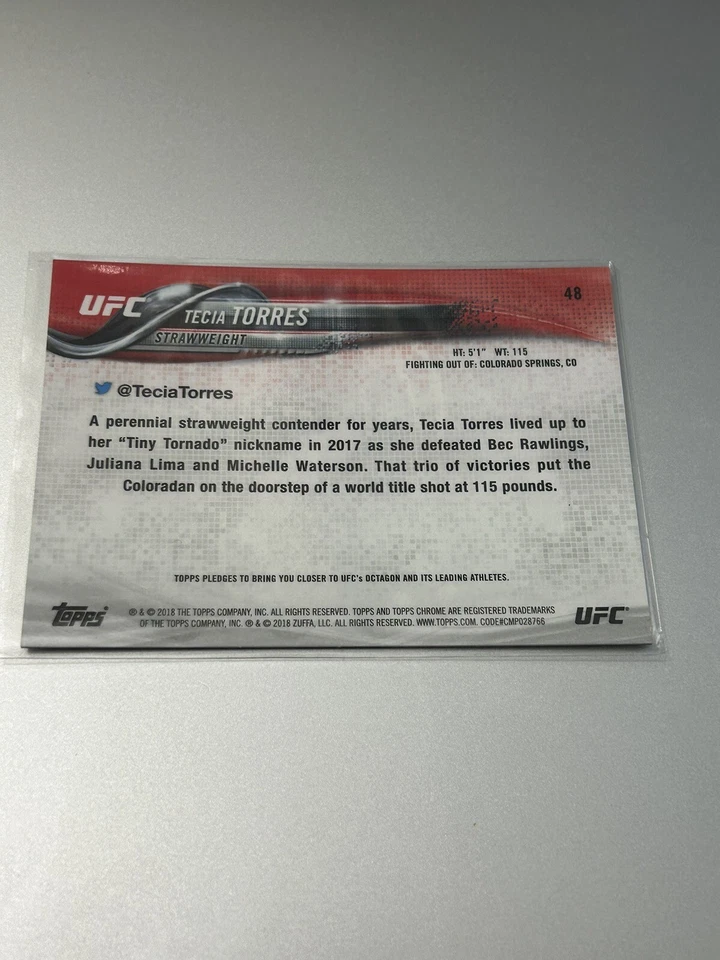 48
UFC
TECIA TORRES
STRAWWEIGHT
HT: 5'1" WT: 115
FIGHTING OUT OF: COLORADO SPRINGS, CO
@TeciaTorres
A perennial strawweight contender for years, Tecia Torres lived up to
her “Tiny Tornado” nickname in 2017 as she defeated Bec Rawlings,
Juliana Lima and Michelle Waterson. That trio of victories put the
Coloradan on the doorstep of a world title shot at 115 pounds.
TOPPS PLEDGES TO BRING YOU CLOSER TO UFC's OCTAGON AND ITS LEADING ATHLETES.
Topps
® & © 2018 THE TOPPS COMPANY, INC. ALL RIGHTS RESERVED. TOPPS AND TOPPS CHROME ARE REGISTERED TRADEMARKS
OF THE TOPPS COMPANY, INC. ® & © 2018 ZUFFA, LLC. ALL RIGHTS RESERVED. WWW.TOPPS.COM. CODE#CMP028766
UFC®